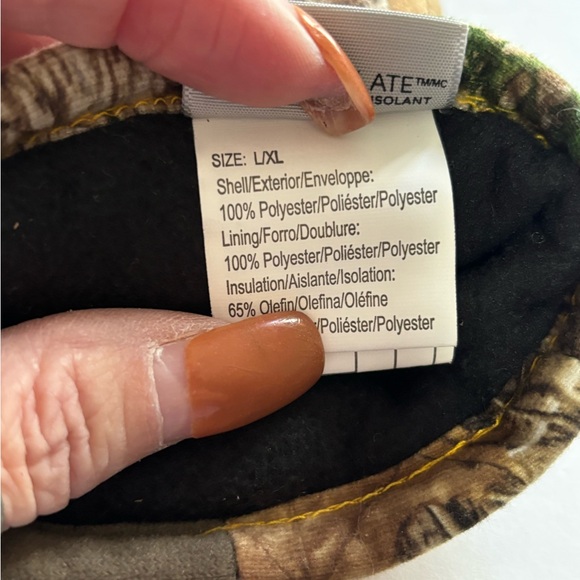 ATE™/MC
ISOLANT
SIZE: L/XL
Shell/Exterior/Enveloppe:
100% Polyester/Poliéster/Polyester
Lining/Forro/Doublure:
100% Polyester/Poliéster/Polyester
Insulation/Aislante/Isolation:
65% Olefin/Olefina/Oléfine
/Poliéster/Polyester